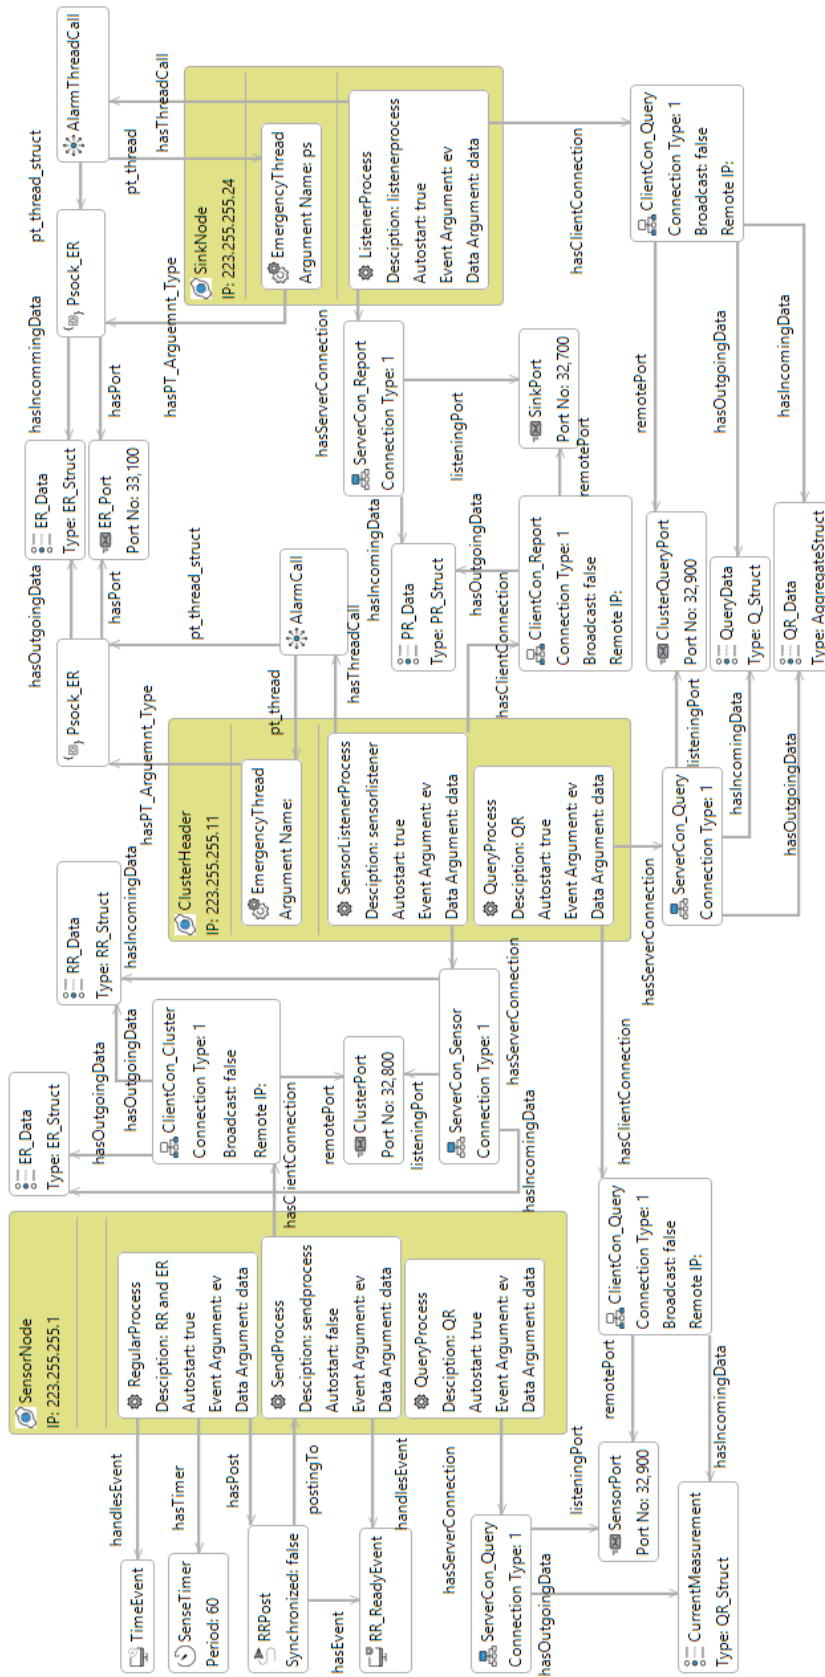 SensorNode
IP: 223.255.255.1
RegularProcess
Desciption: RR and ER
Autostart: true
Event Argument: ev
Data Argument: data
SendProcess
Desciption: sendprocess
Autostart: false
Event Argument: ev
Data Argument: data
QueryProcess
Desciption: QR
Autostart: true
Event Argument: ev
Data Argument: data
handlesEvent
TimeEvent
hasTimer
SenseTimer
Period: 60
hasPost
RRPost
Synchronized: false
postingTo
hasEvent
RR_ReadyEvent
handlesEvent
hasServerConnection
ServerCon_Query
Connection Type: 1
hasOutgoingData
listeningPort
SensorPort
Port No: 32,900
CurrentMeasurement
Type: QR_Struct
remotePort
hasIncomingData
ClientCon_Query
Connection Type: 1
Broadcast: false
Remote IP:
hasClientConnection
ER_Data
Type: ER_Struct
hasOutgoingData
hasOutgoingData
RR_Data
Type: RR_Struct
hasIncomingData
ClientCon_Cluster
Connection Type: 1
Broadcast: false
Remote IP:
hasClientConnection
remotePort
ClusterPort
Port No: 32,800
listeningPort
ServerCon_Sensor
Connection Type: 1
hasServerConnection
hasIncomingData
ClusterHeader
IP: 223.255.255.11
EmergencyThread
Argument Name:
SensorListenerProcess
Desciption: sensorlistener
Autostart: true
Event Argument: ev
Data Argument: data
QueryProcess
Desciption: QR
Autostart: true
Event Argument: ev
Data Argument: data
hasServerConnection
ServerCon_Query
Connection Type: 1
listeningPort
hasIncomingData
hasOutgoingData
hasPT_Arguemnt_Type
Psock_ER
hasOutgoingData
hasPort
pt_thread_struct
pt_thread
AlarmCall
hasThreadCall
hasClientConnection
ClientCon_Report
Connection Type: 1
Broadcast: false
Remote IP:
hasOutgoingData
remotePort
PR_Data
Type: PR_Struct
hasIncomingData
SinkPort
Port No: 32,700
listeningPort
ServerCon_Report
Connection Type: 1
hasServerConnection
ER_Data
Type: ER_Struct
ER_Port
Port No: 33,100
hasIncommingData
hasPort
hasPT_Arguemnt_Type
Psock_ER
pt_thread_struct
pt_thread
hasThreadCall
AlarmThreadCall
SinkNode
IP: 223.255.255.24
EmergencyThread
Argument Name: ps
ListenerProcess
Desciption: listenerprocess
Autostart: true
Event Argument: ev
Data Argument: data
hasClientConnection
ClientCon_Query
Connection Type: 1
Broadcast: false
Remote IP:
remotePort
hasOutgoingData
hasIncomingData
ClusterQueryPort
Port No: 32,900
QueryData
Type: Q_Struct
QR_Data
Type: AggregateStruct